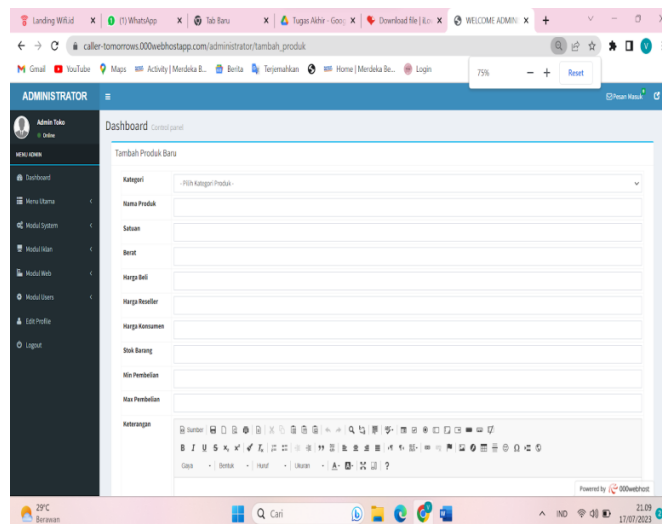 Landing Wifi.id
(1) WhatsApp
Tab Baru
Tugas Akhir - Goog
Download file | iLov
WELCOME ADMIN
caller-tomorrows.000webhostapp.com/administrator/tambah_produk
Gmail YouTube Maps Activity | Merdeka B... Berita Terjemahkan Home | Merdeka Be... Login
75% - + Reset
ADMINISTRATOR
Pesan Masuk
Admin Toko
Online
Dashboard Control panel
MENU ADMIN
Tambah Produk Baru
Dashboard
Menu Utama
Modul System
Modul Iklan
Modul Web
Modul Users
Edit Profile
Logout
Kategori
- Pilih Kategori Produk -
Nama Produk
Satuan
Berat
Harga Beli
Harga Reseller
Harga Konsumen
Stok Barang
Min Pembelian
Max Pembelian
Keterangan
Sumber
B I U S x, x² Tx
Gaya Bentuk Huruf Ukuran A A ?
Powered by 000webhost
29°C
Berawan
Cari
IND
21.09
17/07/2023